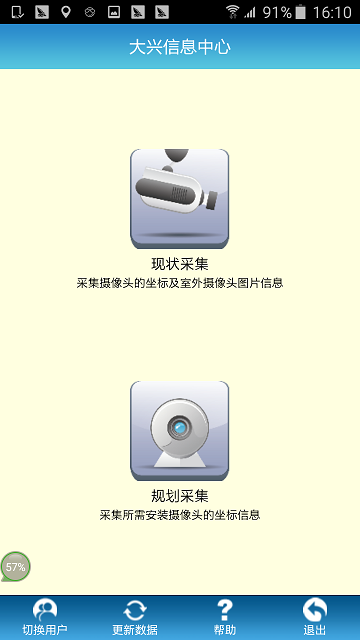 91% 16:10
大兴信息中心
现状采集
采集摄像头的坐标及室外摄像头图片信息
规划采集
采集所需安装摄像头的坐标信息
57%
切换用户 更新数据 帮助 退出